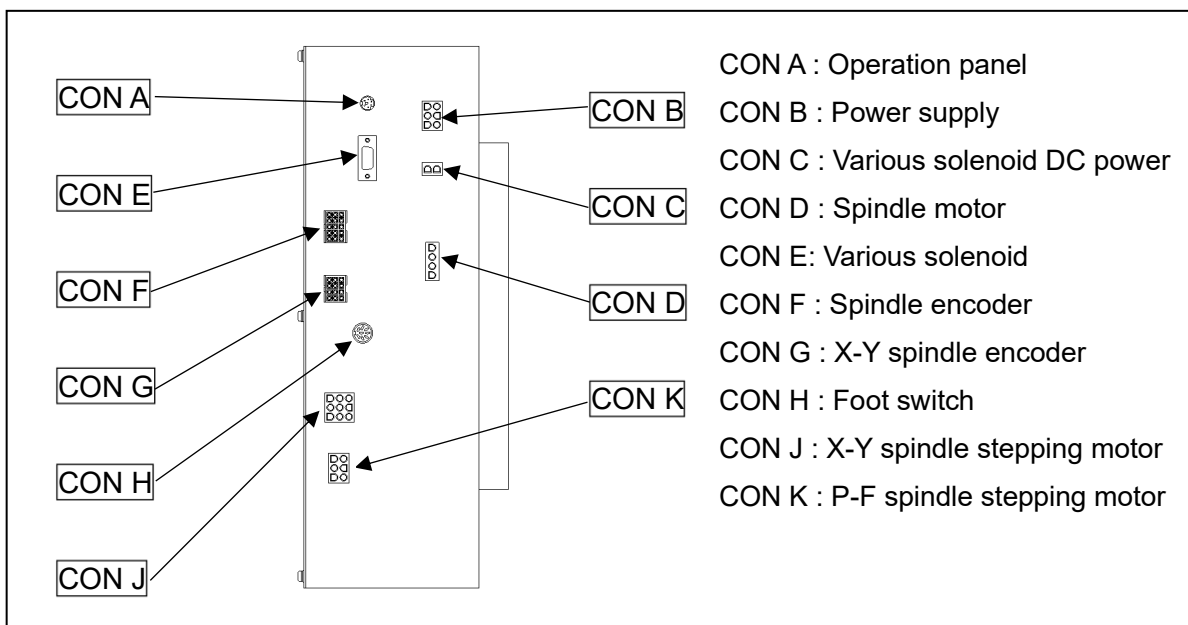 CON A
CON E
CON F
CON G
CON H
CON J
CON B
CON C
CON D
CON K
CON A : Operation panel
CON B : Power supply
CON C : Various solenoid DC power
CON D : Spindle motor
CON E: Various solenoid
CON F : Spindle encoder
CON G : X-Y spindle encoder
CON H : Foot switch
CON J : X-Y spindle stepping motor
CON K : P-F spindle stepping motor